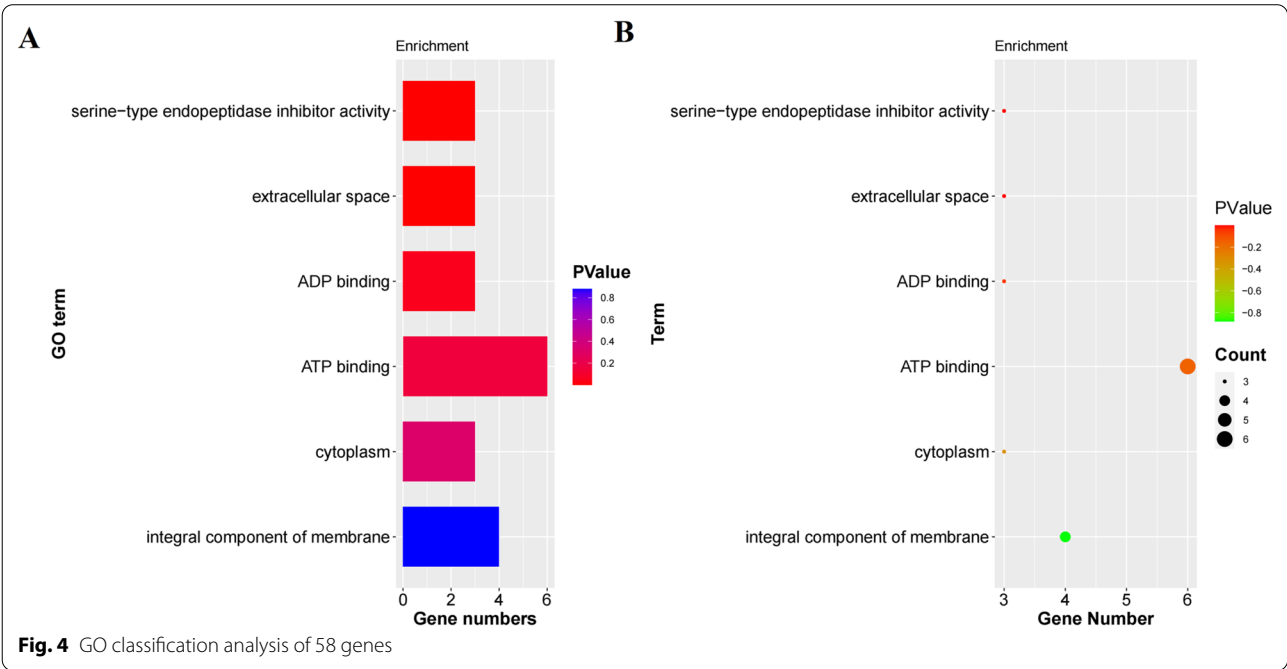 A
Enrichment
serine−type endopeptidase inhibitor activity
extracellular space
ADP binding
ATP binding
cytoplasm
integral component of membrane
GO term
0 2 4 6
Gene numbers
PValue
0.8
0.6
0.4
0.2
B
Enrichment
serine−type endopeptidase inhibitor activity
extracellular space
ADP binding
ATP binding
cytoplasm
integral component of membrane
Term
3 4 5 6
Gene Number
PValue
−0.2
−0.4
−0.6
−0.8
Count
3
4
5
6
Fig. 4 GO classification analysis of 58 genes